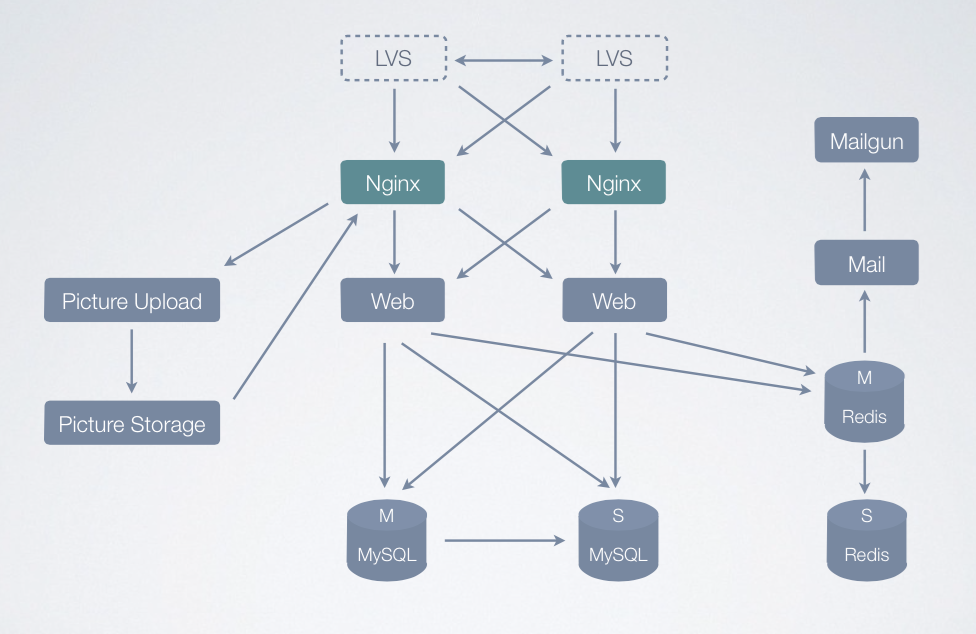 LVS
LVS
Mailgun
Nginx
Nginx
Mail
Picture Upload
Web
Web
M
Redis
Picture Storage
M
MySQL
S
MySQL
S
Redis